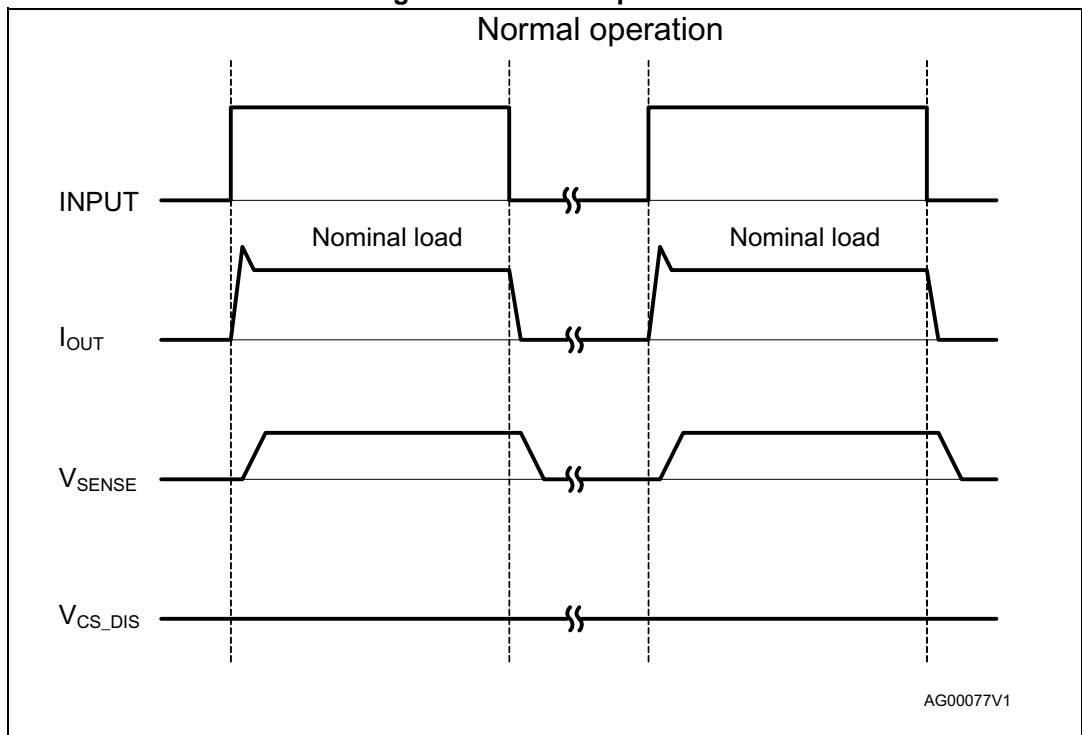 Normal operation
INPUT
Nominal load Nominal load
IOUT
VSENSE
VCS_DIS
AG00077V1